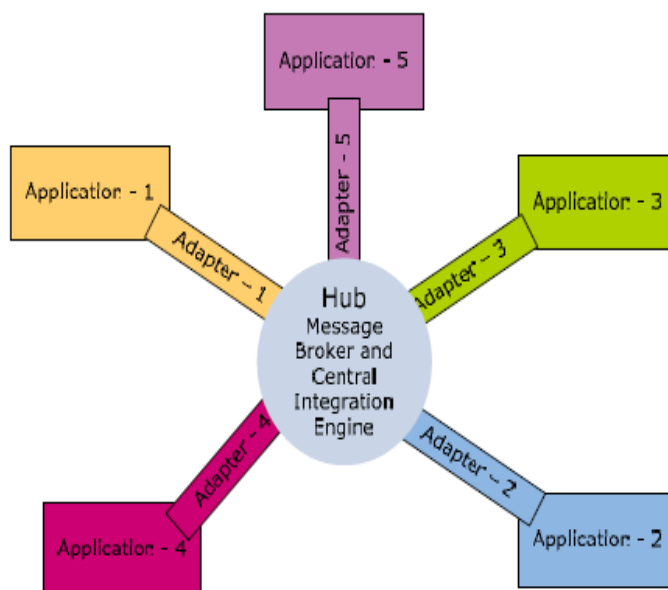 Application - 5
Adapter - 5
Application - 1
Adapter - 1
Application - 3
Adapter - 3
Hub
Message
Broker and
Central
Integration
Engine
Adapter - 4
Application - 4
Adapter - 2
Application - 2